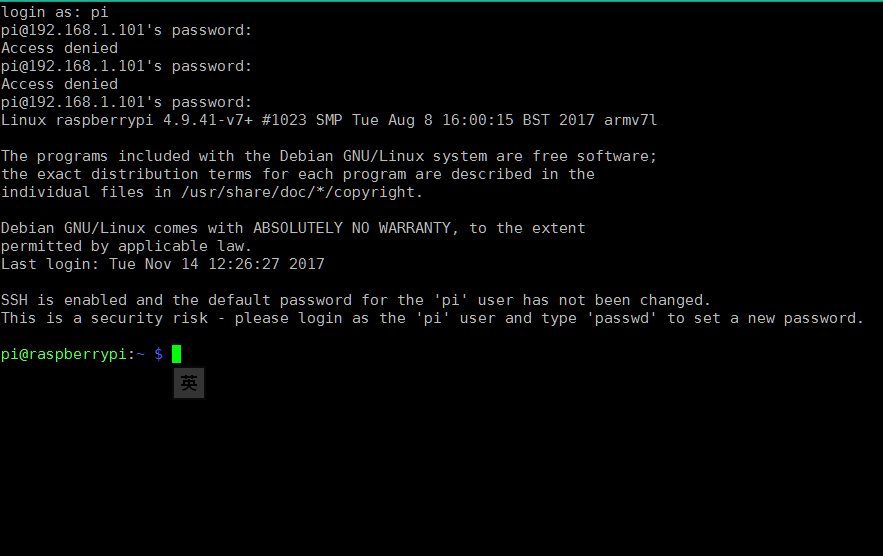 login as: pi
pi@192.168.1.101's password:
Access denied
pi@192.168.1.101's password:
Access denied
pi@192.168.1.101's password:
Linux raspberrypi 4.9.41-v7+ #1023 SMP Tue Aug 8 16:00:15 BST 2017 armv7l
The programs included with the Debian GNU/Linux system are free software;
the exact distribution terms for each program are described in the
individual files in /usr/share/doc/*/copyright.
Debian GNU/Linux comes with ABSOLUTELY NO WARRANTY, to the extent
permitted by applicable law.
Last login: Tue Nov 14 12:26:27 2017
SSH is enabled and the default password for the 'pi' user has not been changed.
This is a security risk - please login as the 'pi' user and type 'passwd' to set a new password.
pi@raspberrypi:~ $
英